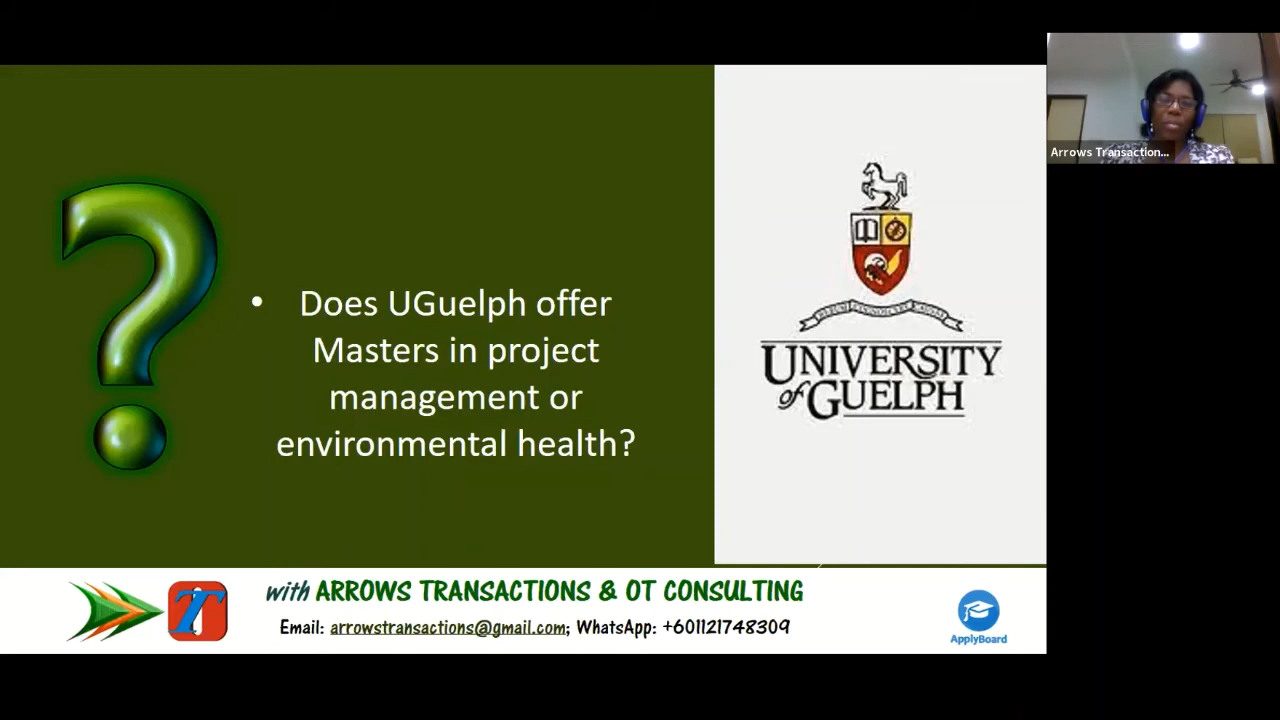 Arrows Transaction...
• Does UGuelph offer
Masters in project
management or
environmental health?
UNIVERSITY
of GUELPH
with ARROWS TRANSACTIONS & OT CONSULTING
Email: arrowstransactions@gmail.com; WhatsApp: +601121748309
T
ApplyBoard